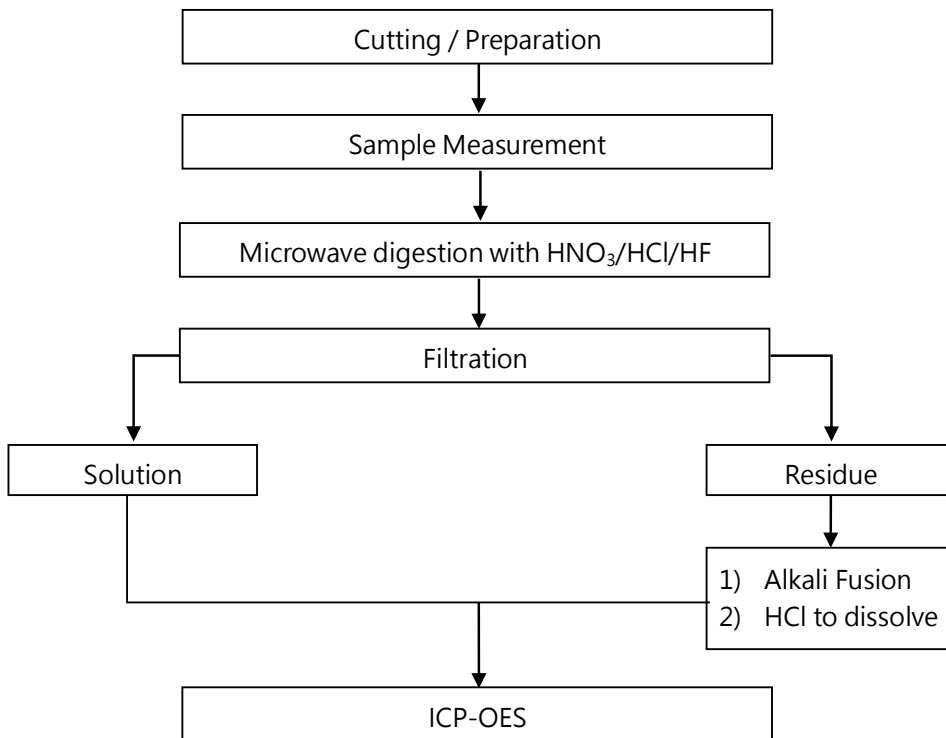 Cutting / Preparation
Sample Measurement
Microwave digestion with HNO₃/HCl/HF
Filtration
Solution
Residue
1) Alkali Fusion
2) HCl to dissolve
ICP-OES